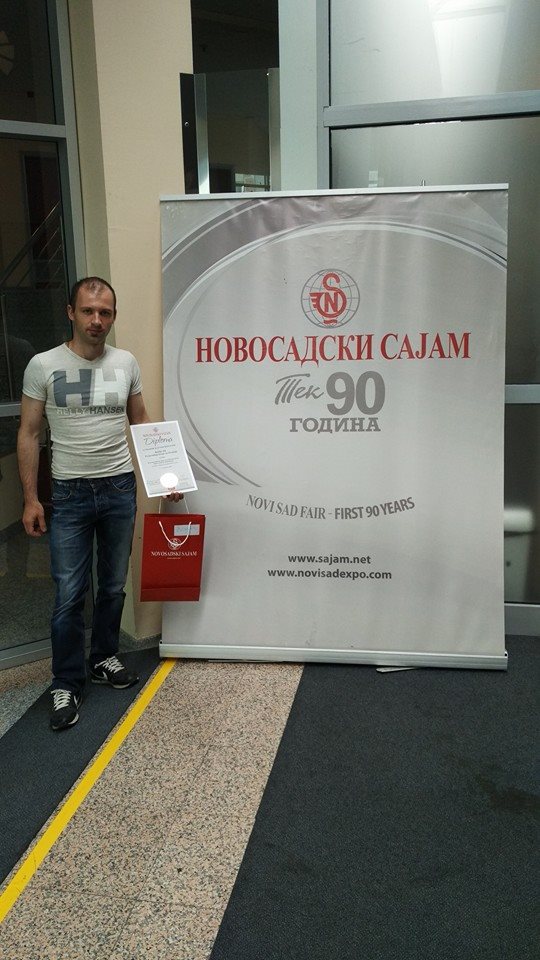 NS
НОВОСАДСКИ САЈАМ
Тек 90
ГОДИНА
NOVI SAD FAIR - FIRST 90 YEARS
www.sajam.net
www.novisadexpo.com
HH
HELLY HANSEN
Diploma
NOVOSADSKI SAJAM